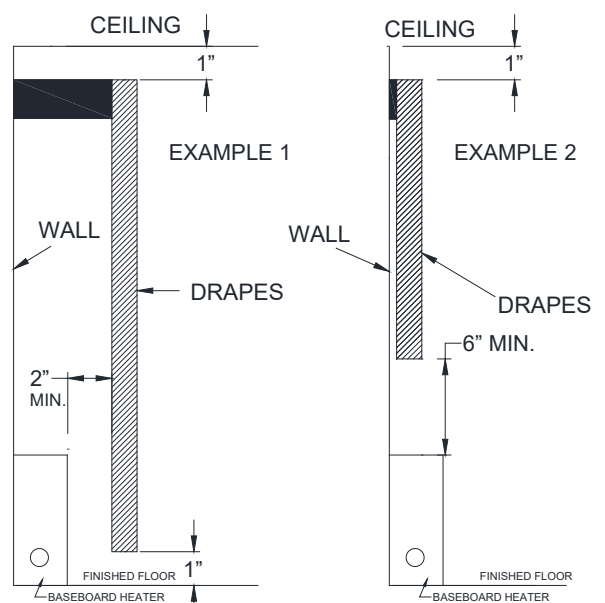 CEILING
1”
EXAMPLE 1
WALL
DRAPES
2”
MIN.
1”
FINISHED FLOOR
BASEBOARD HEATER
CEILING
1”
EXAMPLE 2
WALL
DRAPES
6” MIN.
FINISHED FLOOR
BASEBOARD HEATER